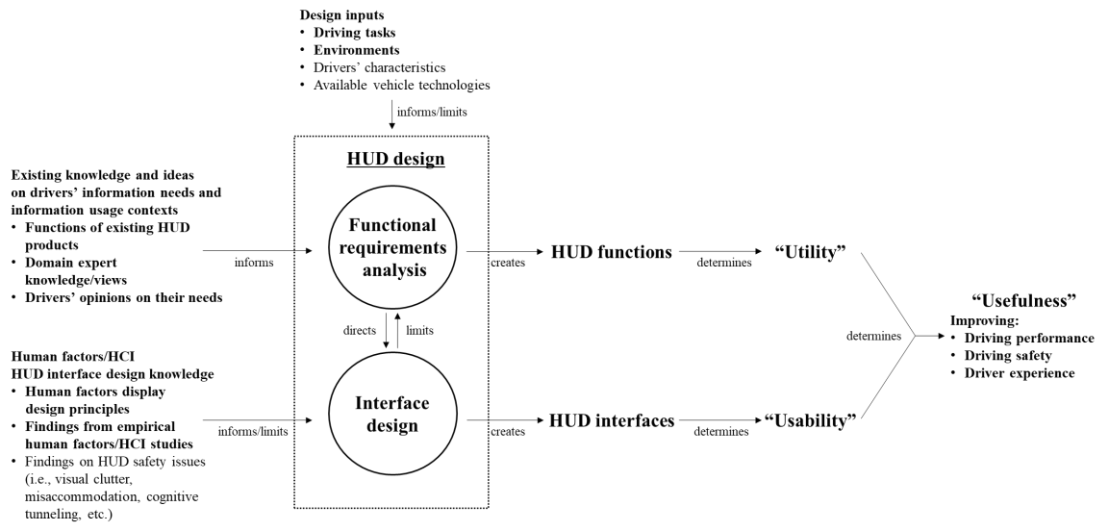 Design inputs
• Driving tasks
• Environments
• Drivers’ characteristics
• Available vehicle technologies
informs/limits
HUD design
Existing knowledge and ideas
on drivers’ information needs and
information usage contexts
• Functions of existing HUD
products
• Domain expert
knowledge/views
• Drivers’ opinions on their needs
informs
Functional
requirements
analysis
creates
HUD functions
determines
“Utility”
directs
limits
determines
“Usefulness”
Improving:
• Driving performance
• Driving safety
• Driver experience
Human factors/HCI
HUD interface design knowledge
• Human factors display
design principles
• Findings from empirical
human factors/HCI studies
• Findings on HUD safety issues
(i.e., visual clutter,
misaccommodation, cognitive
tunneling, etc.)
informs/limits
Interface
design
creates
HUD interfaces
determines
“Usability”